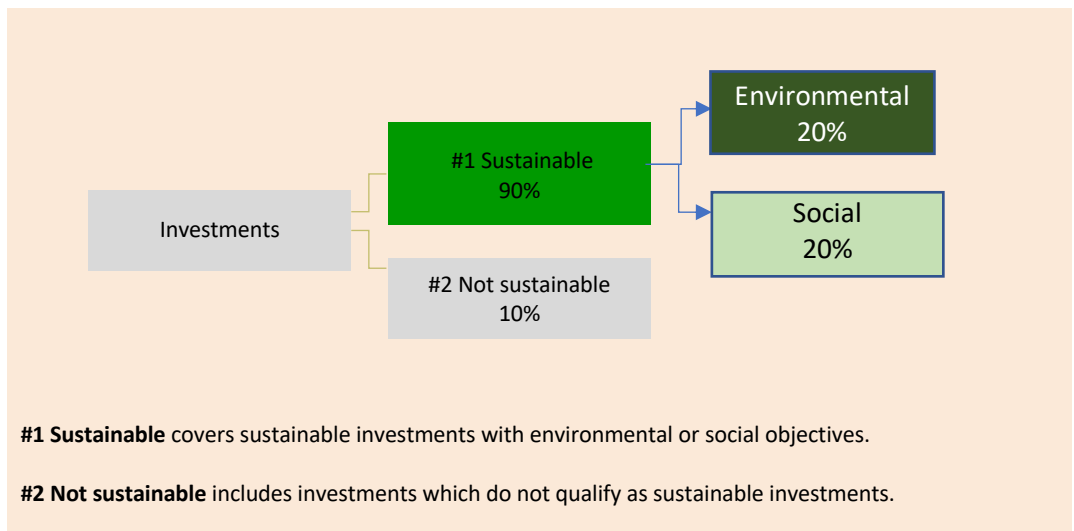 Investments
#1 Sustainable
90%
#2 Not sustainable
10%
Environmental
20%
Social
20%
#1 Sustainable covers sustainable investments with environmental or social objectives.
#2 Not sustainable includes investments which do not qualify as sustainable investments.